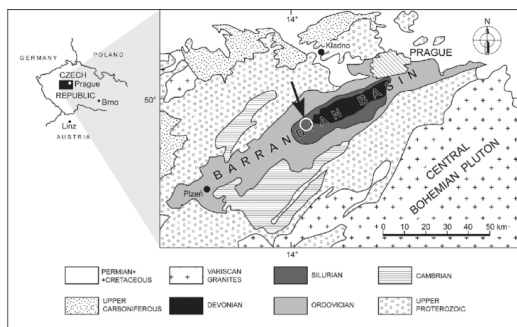 GERMANY
POLAND
CZECH
Prague
REPUBLIC
Brno
Linz
AUSTRIA
14°
50°
N
Kladno
PRAGUE
BARRANDIAN BASIN
Plzeň
CENTRAL
BOHEMIAN PLUTON
0 10 20 30 40 50 km
14°
PERMIAN+
+CRETACEOUS
VARISCAN
GRANITES
SILURIAN
CAMBRIAN
UPPER
CARBONIFEROUS
DEVONIAN
ORDOVICIAN
UPPER
PROTEROZOIC